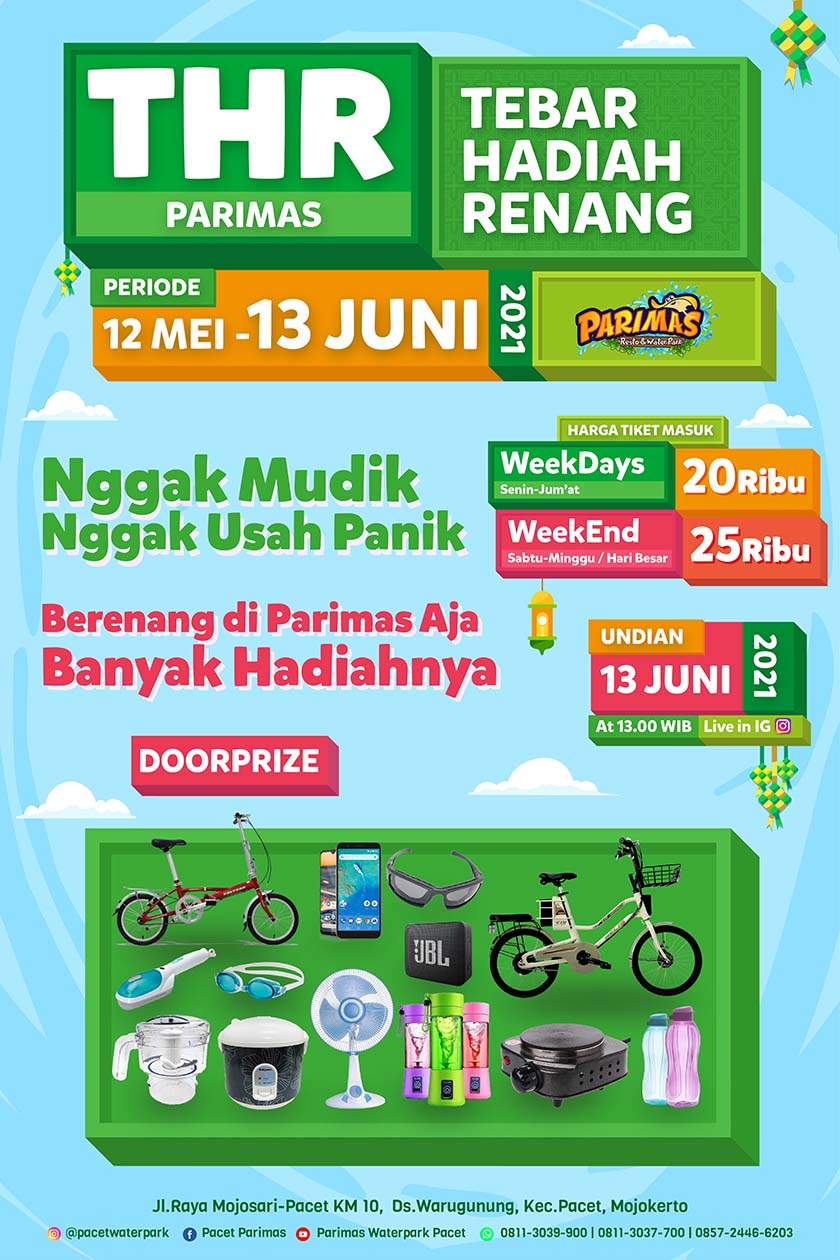 THR
PARIMAS
TEBAR
HADIAH
RENANG
PERIODE
12 MEI - 13 JUNI
2021
PARIMAS
Resto & Water Park
Nggak Mudik
Nggak Usah Panik
Berenang di Parimas Aja
Banyak Hadiahnya
HARGA TIKET MASUK
WeekDays
Senin-Jum'at
20Ribu
WeekEnd
Sabtu-Minggu / Hari Besar
25Ribu
UNDIAN
13 JUNI
2021
At 13.00 WIB Live in IG
DOORPRIZE
JBL
Jl.Raya Mojosari-Pacet KM 10, Ds.Warugunung, Kec.Pacet, Mojokerto
@pacetwaterpark Pacet Parimas Parimas Waterpark Pacet 0811-3039-900 | 0811-3037-700 | 0857-2446-6203